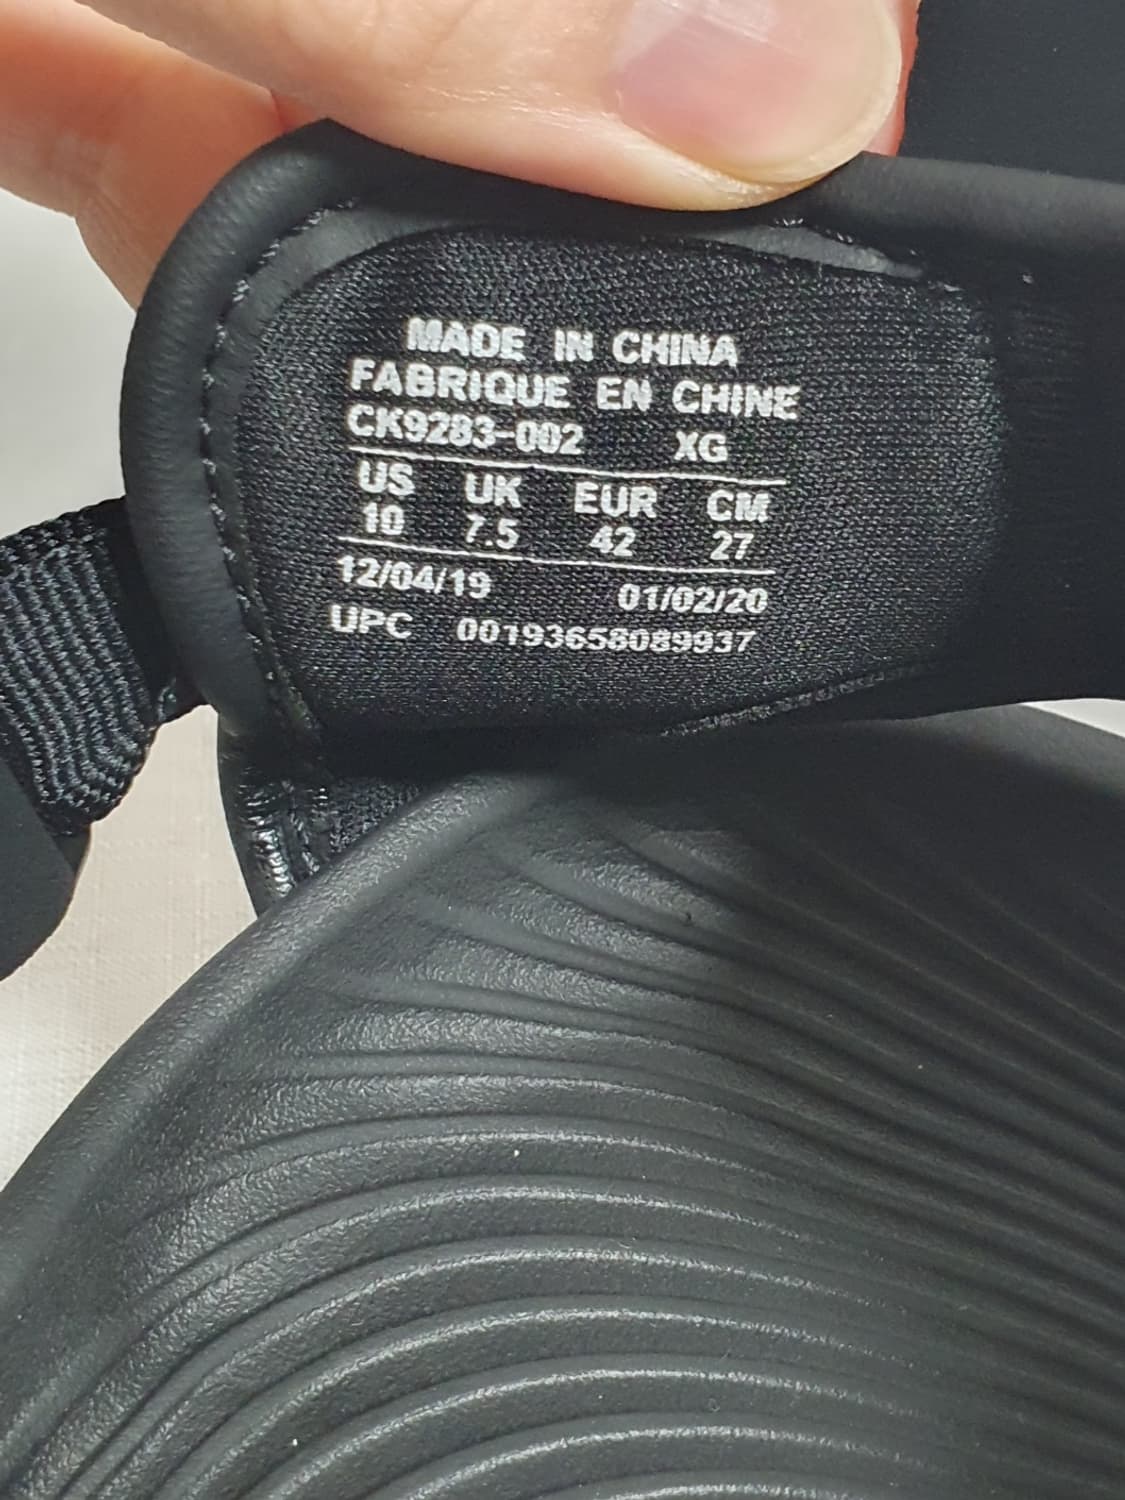 MADE IN CHINA
FABRIQUE EN CHINE
CK9283-002 XG
US UK EUR CM
10 7.5 42 27
12/04/19 01/02/20
UPC 00193658089937